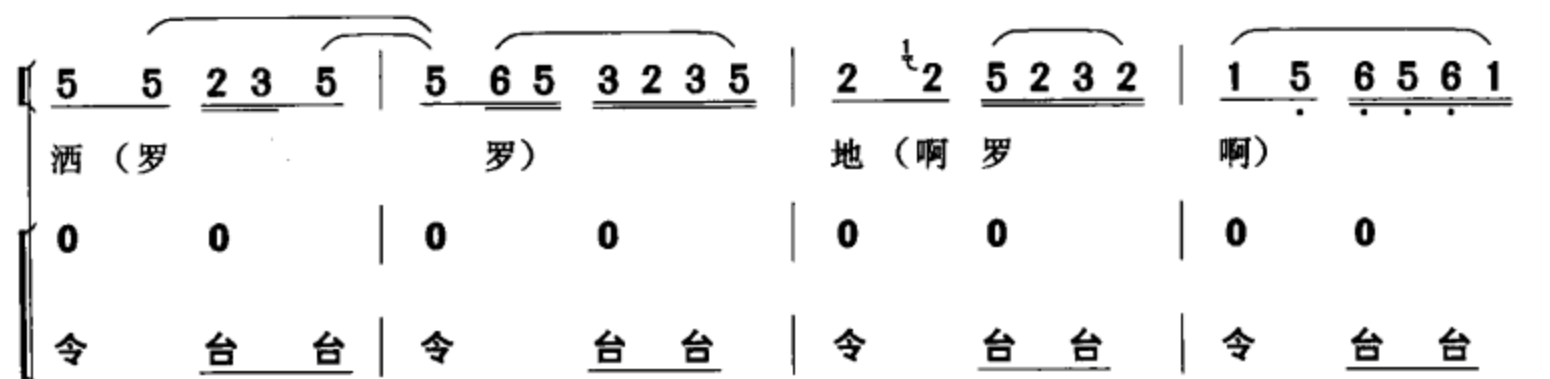 5 5 2 3 5 | 5 6 5 3 2 3 5 | 2 1 2 5 2 3 2 | 1 5 6 5 6 1
洒（罗 罗） 地（啊 罗 啊）
0 0 | 0 0 | 0 0 | 0 0
令 台 台 | 令 台 台 | 令 台 台 | 令 台 台